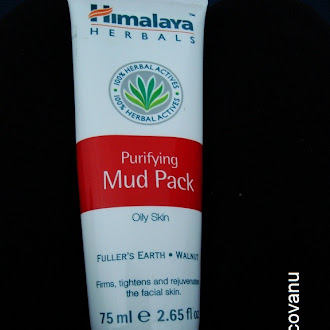 Himalaya™
HERBALS
100% HERBAL ACTIVES • 100% HERBAL ACTIVES •
Purifying
Mud Pack
Oily Skin
FULLER'S EARTH • WALNUT
Firms, tightens and rejuvenates
the facial skin.
75 ml e 2.65 fl oz
covanu